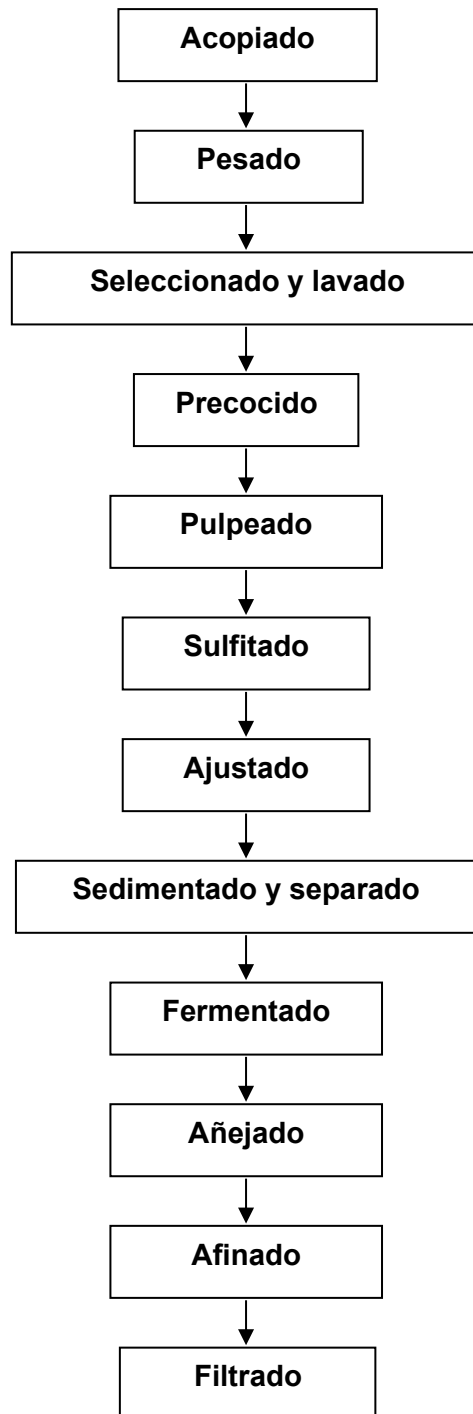 Acopiado
Pesado
Seleccionado y lavado
Precocido
Pulpeado
Sulfitado
Ajustado
Sedimentado y separado
Fermentado
Añejado
Afinado
Filtrado